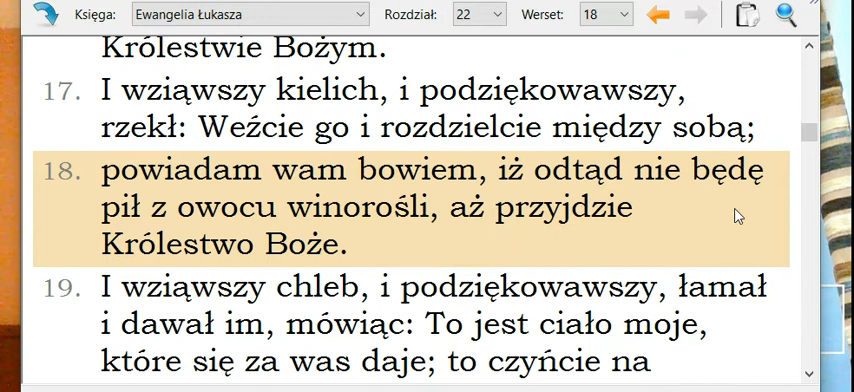 Księga: Ewangelia Łukasza Rozdział: 22 Werset: 18
Królestwie Bożym.
17. I wziąwszy kielich, i podziękowawszy,
rzekł: Weźcie go i rozdzielcie między sobą;
18. powiadam wam bowiem, iż odtąd nie będę
pił z owocu winorośli, aż przyjdzie
Królestwo Boże.
19. I wziąwszy chleb, i podziękowawszy, łamał
i dawał im, mówiąc: To jest ciało moje,
które się za was daje; to czyńcie na